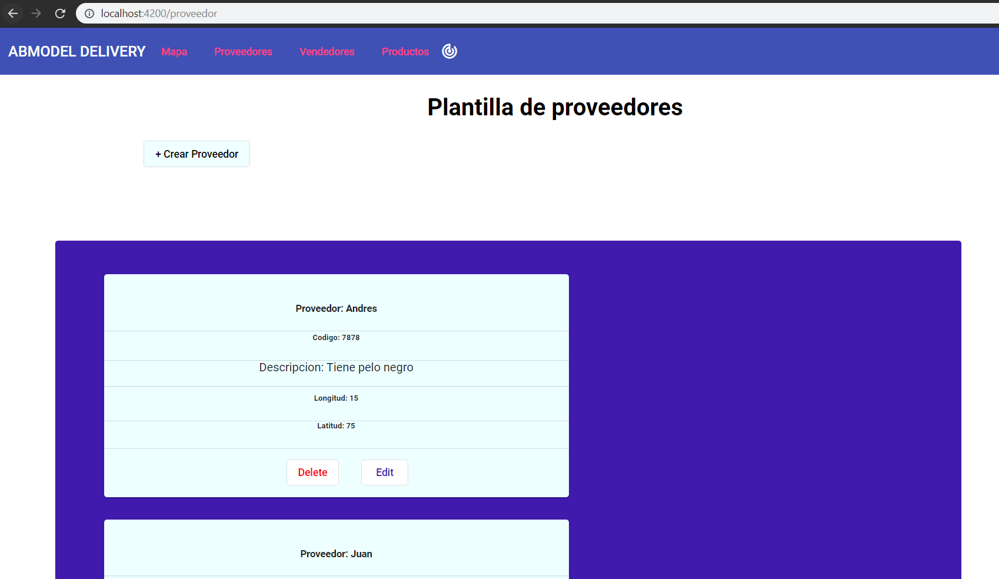 localhost:4200/proveedor
ABMODEL DELIVERY Mapa Proveedores Vendedores Productos
Plantilla de proveedores
+ Crear Proveedor
Proveedor: Andres
Codigo: 7878
Descripcion: Tiene pelo negro
Longitud: 15
Latitud: 75
Delete Edit
Proveedor: Juan